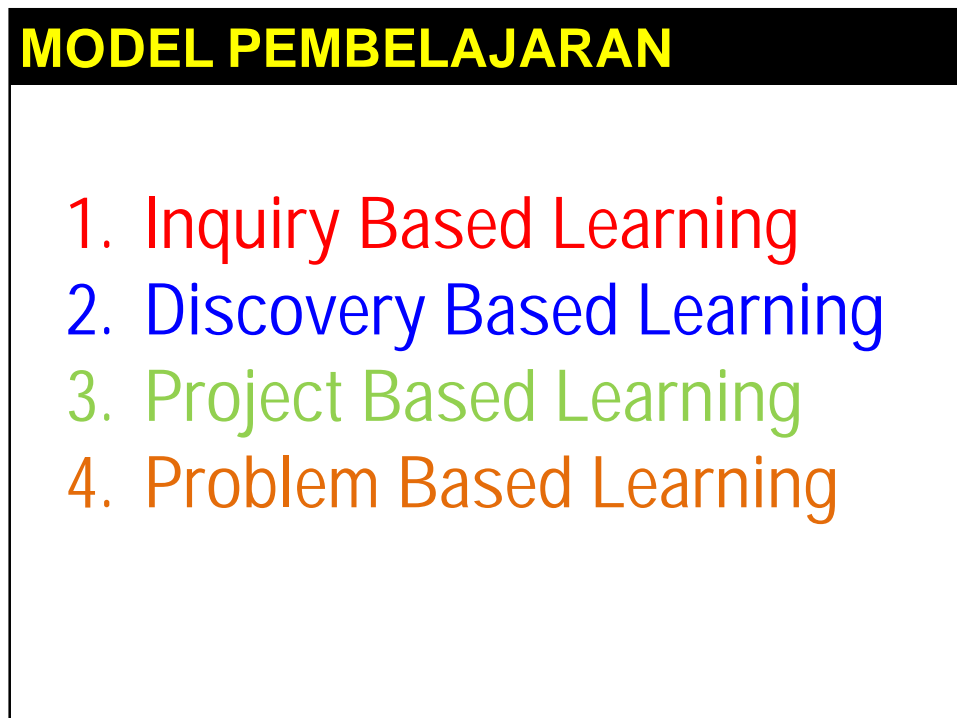 MODEL PEMBELAJARAN
1. Inquiry Based Learning
2. Discovery Based Learning
3. Project Based Learning
4. Problem Based Learning